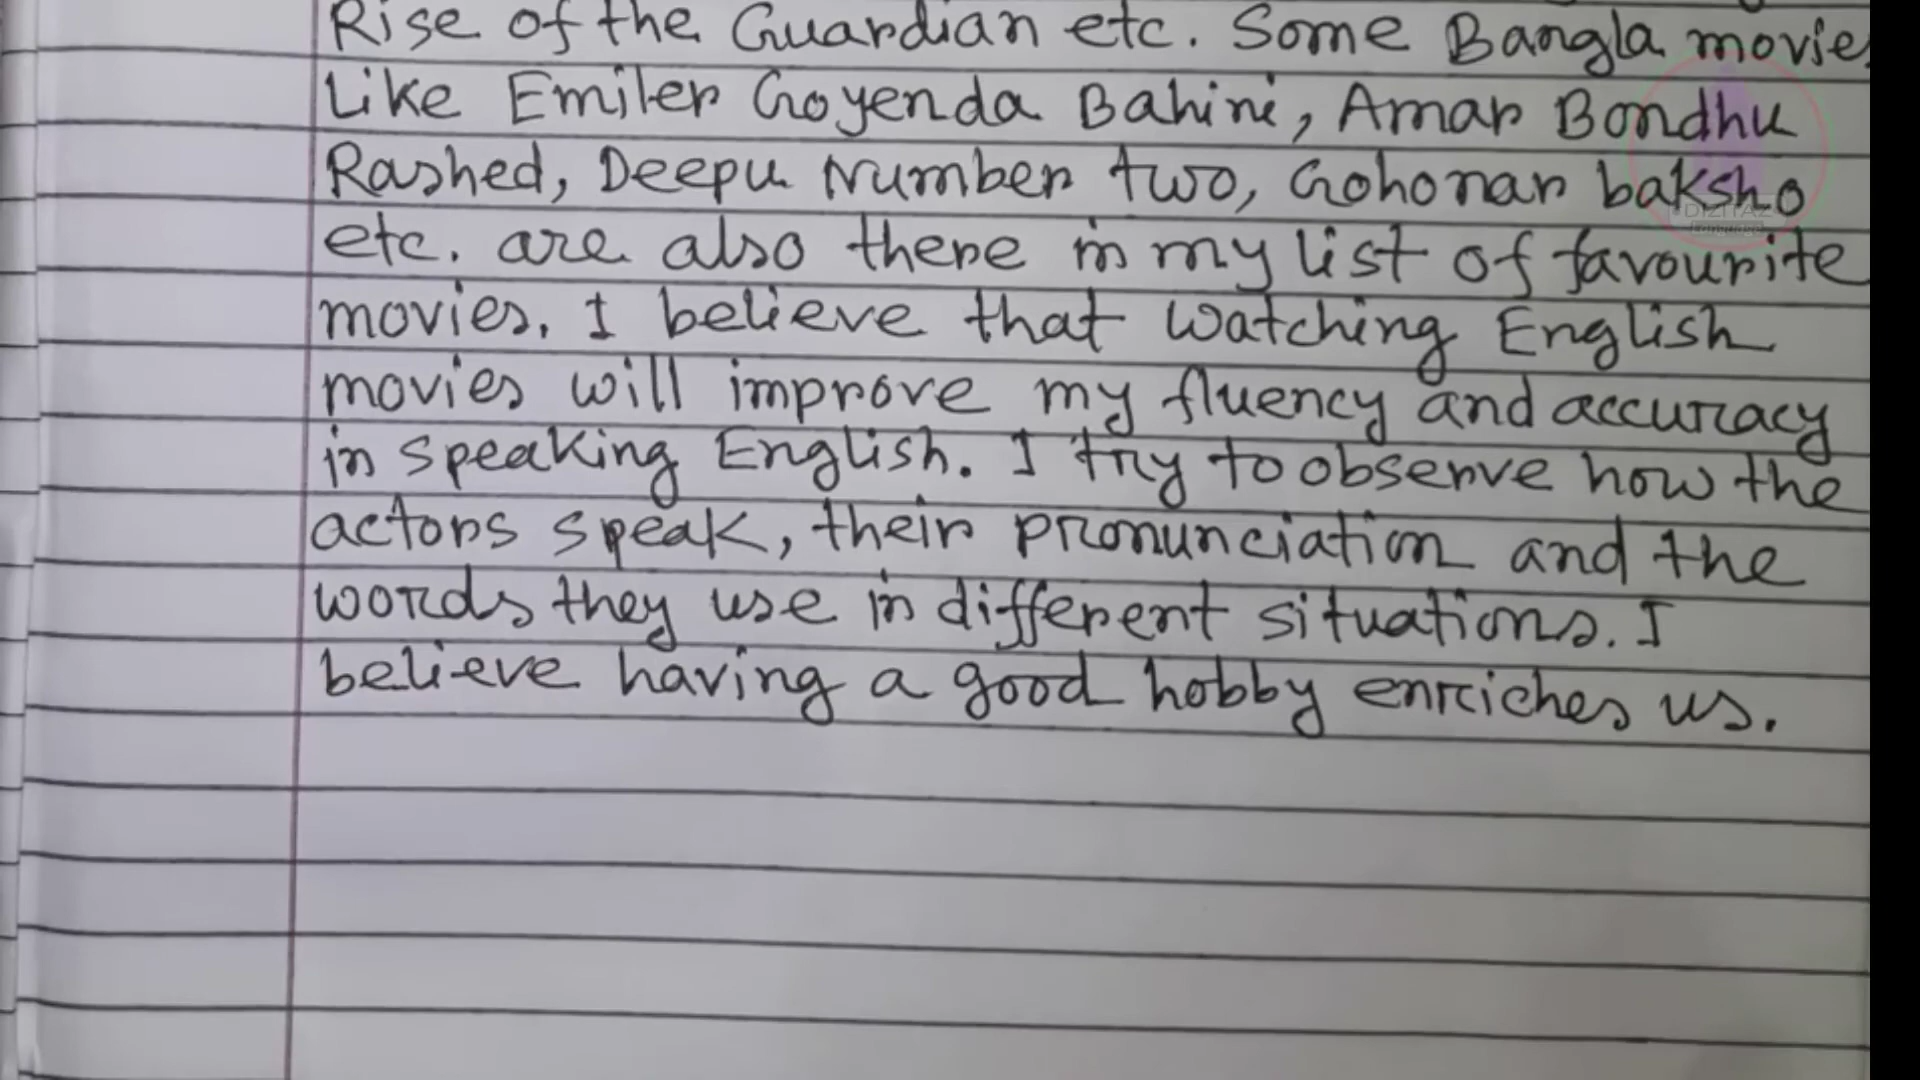 Rise of the Guardian etc. Some Bangla movie
Like Emiler Goyenda Bahini, Amar Bondhu
Rashed, Deepu Number two, Gohonar baksho
etc. are also there in my list of favourite
movies. I believe that watching English
movies will improve my fluency and accuracy
in speaking English. I try to observe how the
actors speak, their pronunciation and the
words they use in different situations. I
believe having a good hobby enriches us.
DIZITAZ
Language